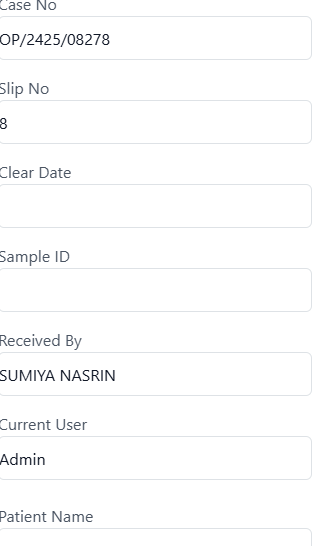 Case No
OP/2425/08278
Slip No
8
Clear Date
Sample ID
Received By
SUMIYA NASRIN
Current User
Admin
Patient Name